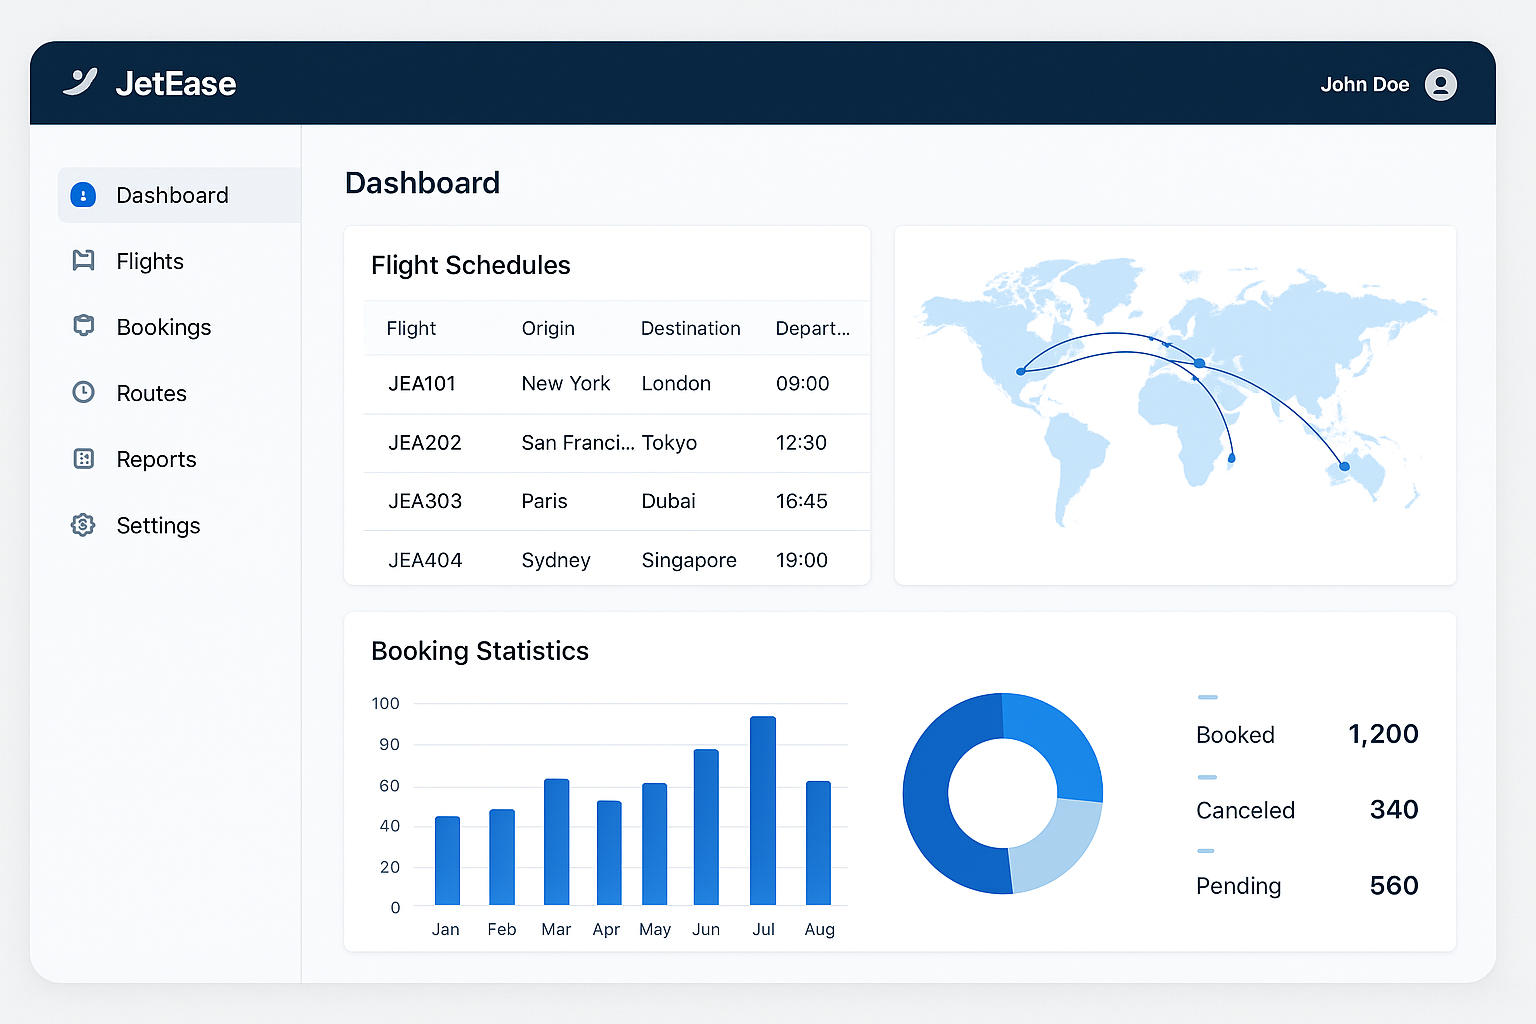 JetEase
John Doe
Dashboard
Flights
Bookings
Routes
Reports
Settings
Dashboard
Flight Schedules
Flight Origin Destination Depart...
JEA101 New York London 09:00
JEA202 San Franci... Tokyo 12:30
JEA303 Paris Dubai 16:45
JEA404 Sydney Singapore 19:00
Booking Statistics
100
90
60
40
20
0
Jan Feb Mar Apr May Jun Jul Aug
Booked 1,200
Canceled 340
Pending 560